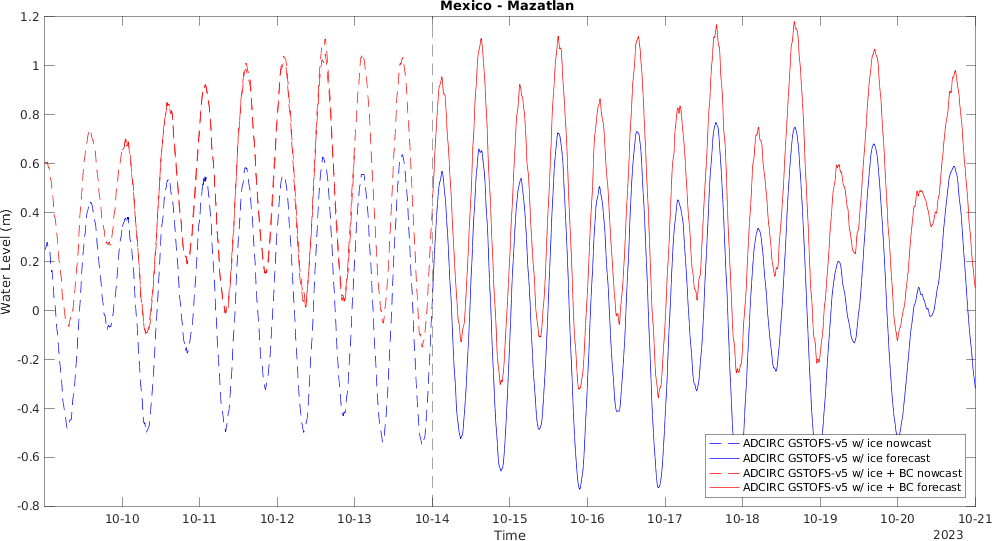 Mexico - Mazatlan
1.2
1
0.8
0.6
0.4
0.2
0
-0.2
-0.4
-0.6
-0.8
Water Level (m)
10-10 10-11 10-12 10-13 10-14 10-15 10-16 10-17 10-18 10-19 10-20 10-21
Time
2023
ADCIRC GSTOFS-v5 w/ ice nowcast
ADCIRC GSTOFS-v5 w/ ice forecast
ADCIRC GSTOFS-v5 w/ ice + BC nowcast
ADCIRC GSTOFS-v5 w/ ice + BC forecast